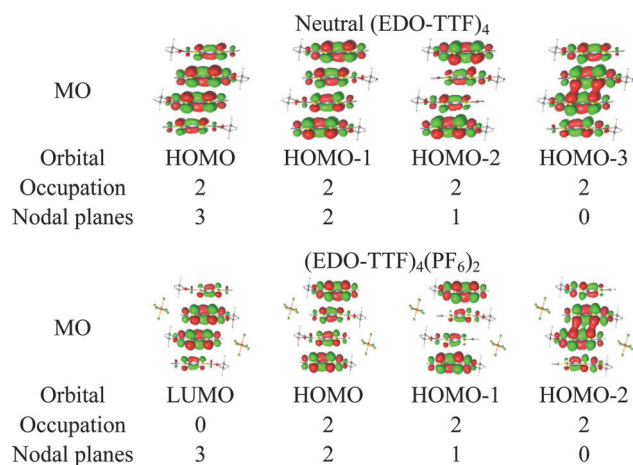 Neutral (EDO-TTF)4
MO
Orbital HOMO HOMO-1 HOMO-2 HOMO-3
Occupation 2 2 2 2
Nodal planes 3 2 1 0
(EDO-TTF)4(PF6)2
MO
Orbital LUMO HOMO HOMO-1 HOMO-2
Occupation 0 2 2 2
Nodal planes 3 2 1 0